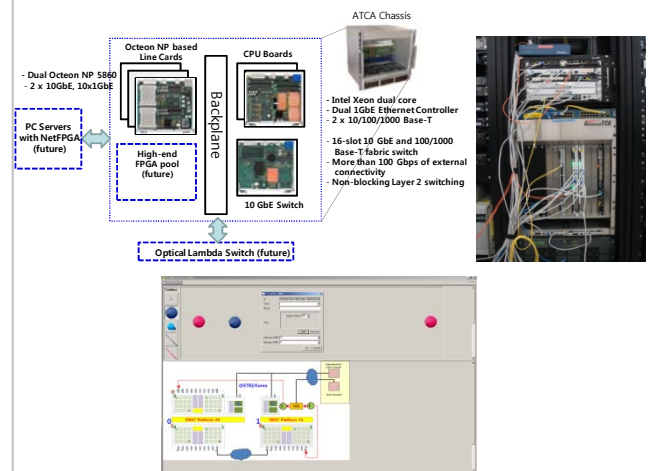 ATCA Chassis
Octeon NP based
Line Cards
CPU Boards
- Dual Octeon NP 5860
- 2 x 10GbE, 10x1GbE
PC Servers
with NetFPGA
(future)
High-end
FPGA pool
(future)
Backplane
10 GbE Switch
- Intel Xeon dual core
- Dual 1GbE Ethernet Controller
- 2 x 10/100/1000 Base-T
- 16-slot 10 GbE and 100/1000
Base-T fabric switch
- More than 100 Gbps of external
connectivity
- Non-blocking Layer 2 switching
Optical Lambda Switch (future)